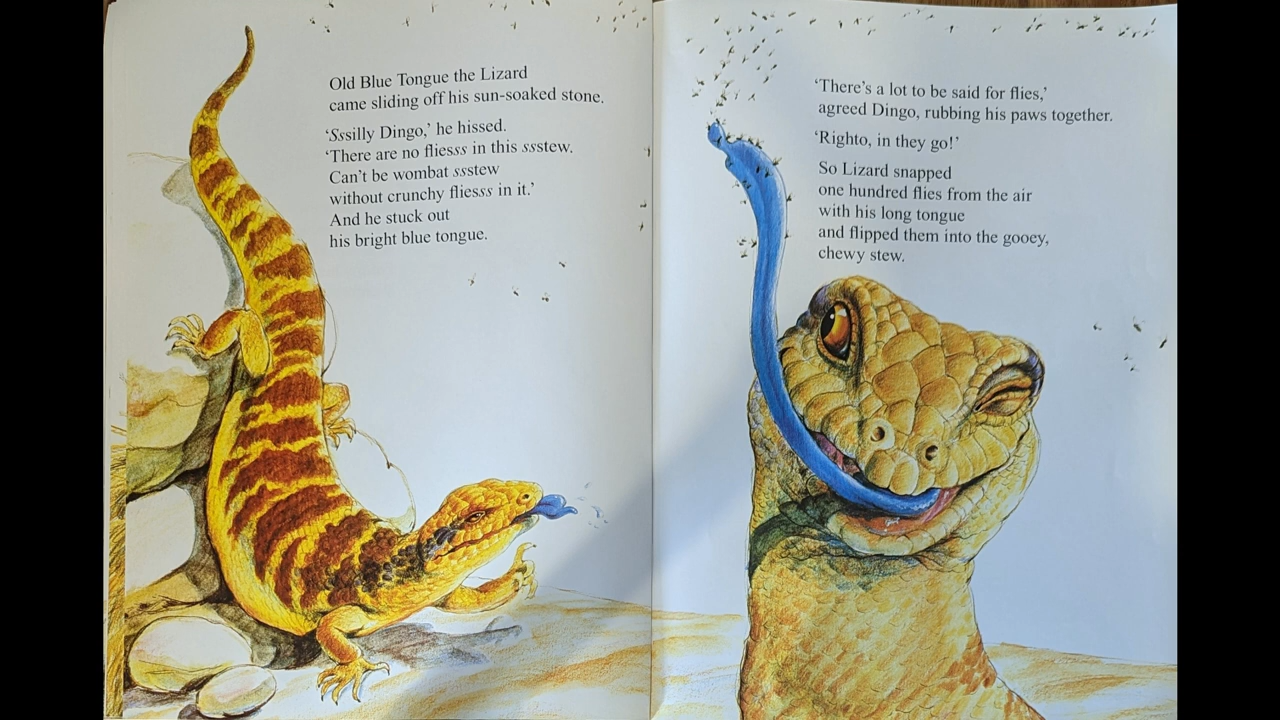 Old Blue Tongue the Lizard
came sliding off his sun-soaked stone.
‘Sssilly Dingo,’ he hissed.
‘There are no fliesss in this ssstew.
Can’t be wombat ssstew
without crunchy fliesss in it.’
And he stuck out
his bright blue tongue.
‘There’s a lot to be said for flies,’
agreed Dingo, rubbing his paws together.
‘Righto, in they go!’
So Lizard snapped
one hundred flies from the air
with his long tongue
and flipped them into the gooey,
chewy stew.